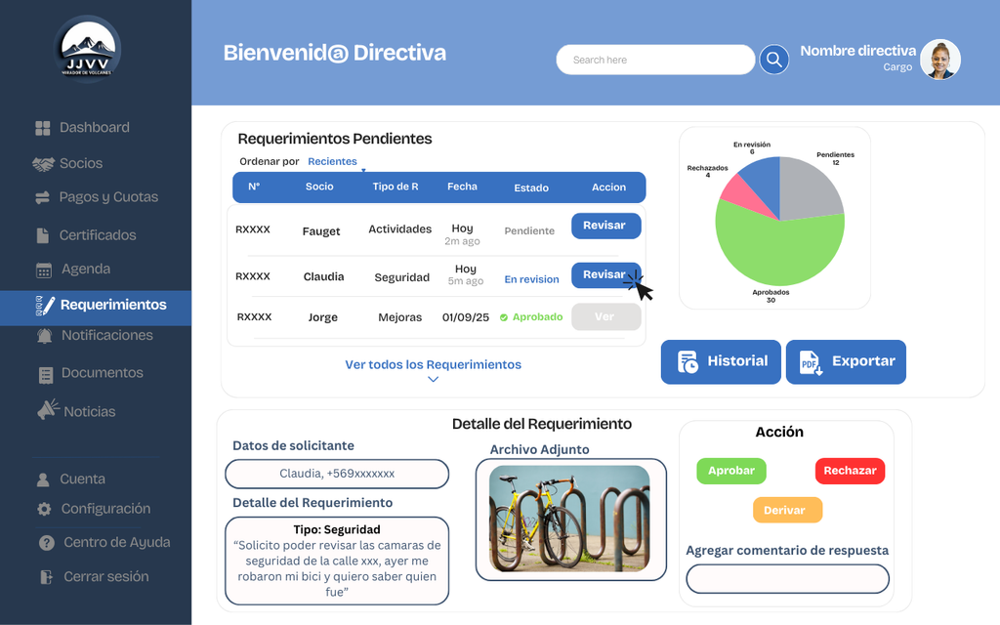 JJVV
MIRADOR DE VOLCANES
Dashboard
Socios
Pagos y Cuotas
Certificados
Agenda
Requerimientos
Notificaciones
Documentos
Noticias
Cuenta
Configuración
Centro de Ayuda
Cerrar sesión
Bienvenid@ Directiva
Search here
Nombre directiva
Cargo
Requerimientos Pendientes
Ordenar por Recientes
N° Socio Tipo de R Fecha Estado Accion
RXXXX Fauget Actividades Hoy Pendiente Revisar
2m ago
RXXXX Claudia Seguridad Hoy En revision Revisar
5m ago
RXXXX Jorge Mejoras 01/09/25 Aprobado Ver
Ver todos los Requerimientos
En revisión
6
Pendientes
12
Rechazados
4
Aprobados
30
Historial
PDF Exportar
Detalle del Requerimiento
Datos de solicitante
Claudia, +569xxxxxxx
Detalle del Requerimiento
Tipo: Seguridad
“Solicito poder revisar las camaras de
seguridad de la calle xxx, ayer me
robaron mi bici y quiero saber quien
fue”
Archivo Adjunto
Acción
Aprobar
Rechazar
Derivar
Agregar comentario de respuesta